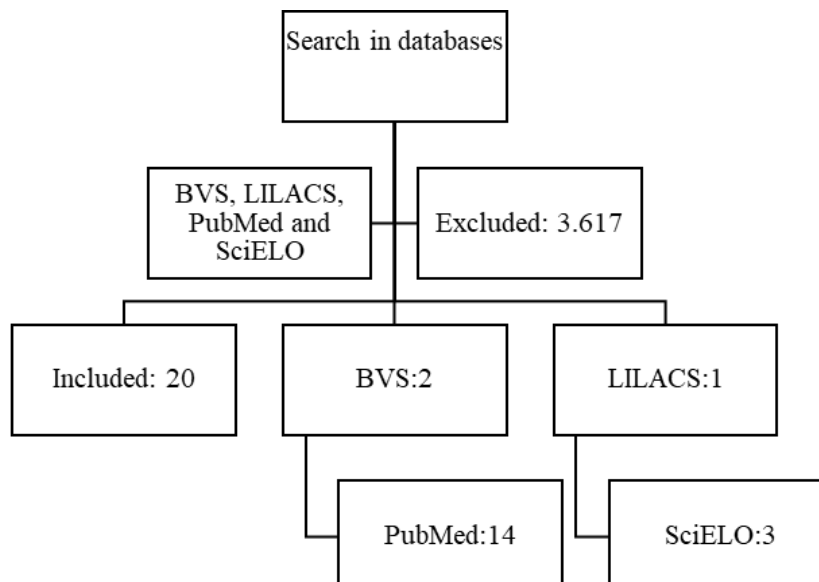 Search in databases
BVS, LILACS,
PubMed and
SciELO
Excluded: 3.617
Included: 20
BVS:2
LILACS:1
PubMed:14
SciELO:3